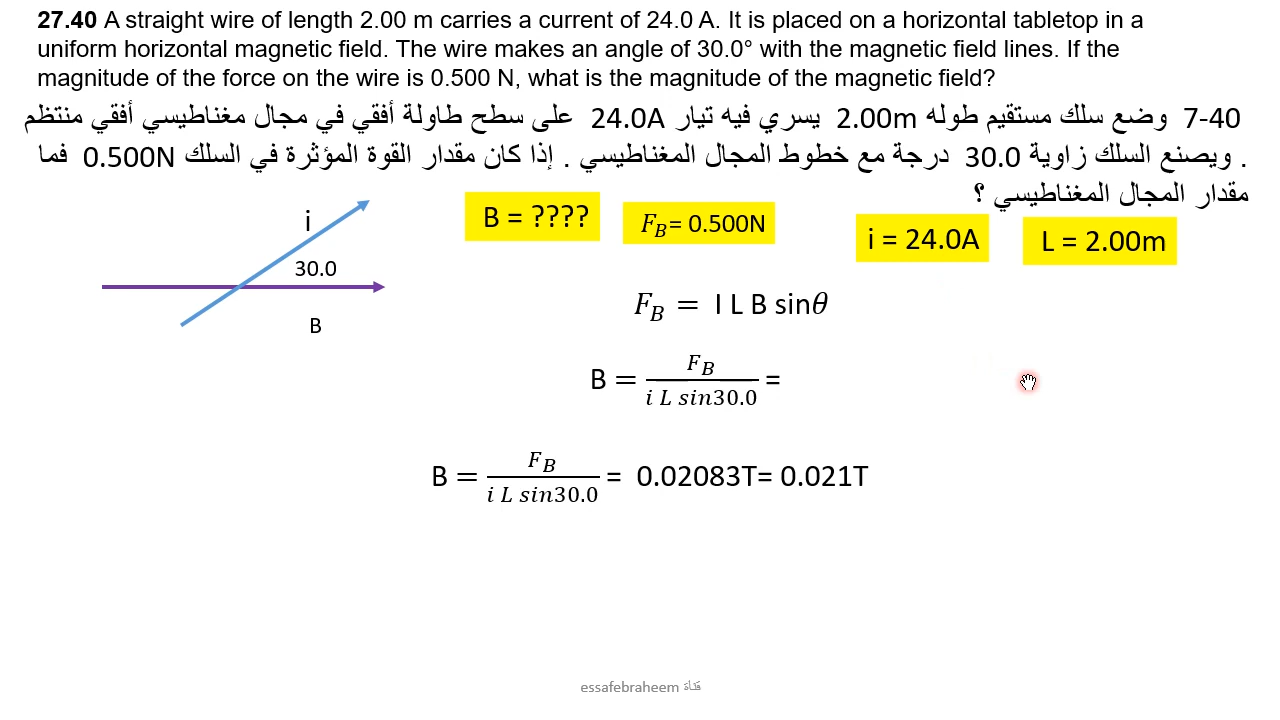 27.40 A straight wire of length 2.00 m carries a current of 24.0 A. It is placed on a horizontal tabletop in a
uniform horizontal magnetic field. The wire makes an angle of 30.0° with the magnetic field lines. If the
magnitude of the force on the wire is 0.500 N, what is the magnitude of the magnetic field?
7-40 وضع سلك مستقيم طوله 2.00m يسري فيه تيار 24.0A على سطح طاولة أفقي في مجال مغناطيسي أفقي منتظم
. ويصنع السلك زاوية 30.0 درجة مع خطوط المجال المغناطيسي . إذا كان مقدار القوة المؤثرة في السلك 0.500N فما
مقدار المجال المغناطيسي ؟
i
30.0
B
B = ????
F_B= 0.500N
i = 24.0A
L = 2.00m
F_B = I L B sinθ
B = F_B / i L sin30.0 =
B = F_B / i L sin30.0 = 0.02083T= 0.021T
قناة essafebraheem